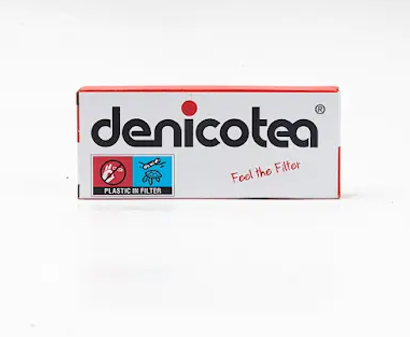 denicotea ®
Feel the Filter
PLASTIC IN FILTER